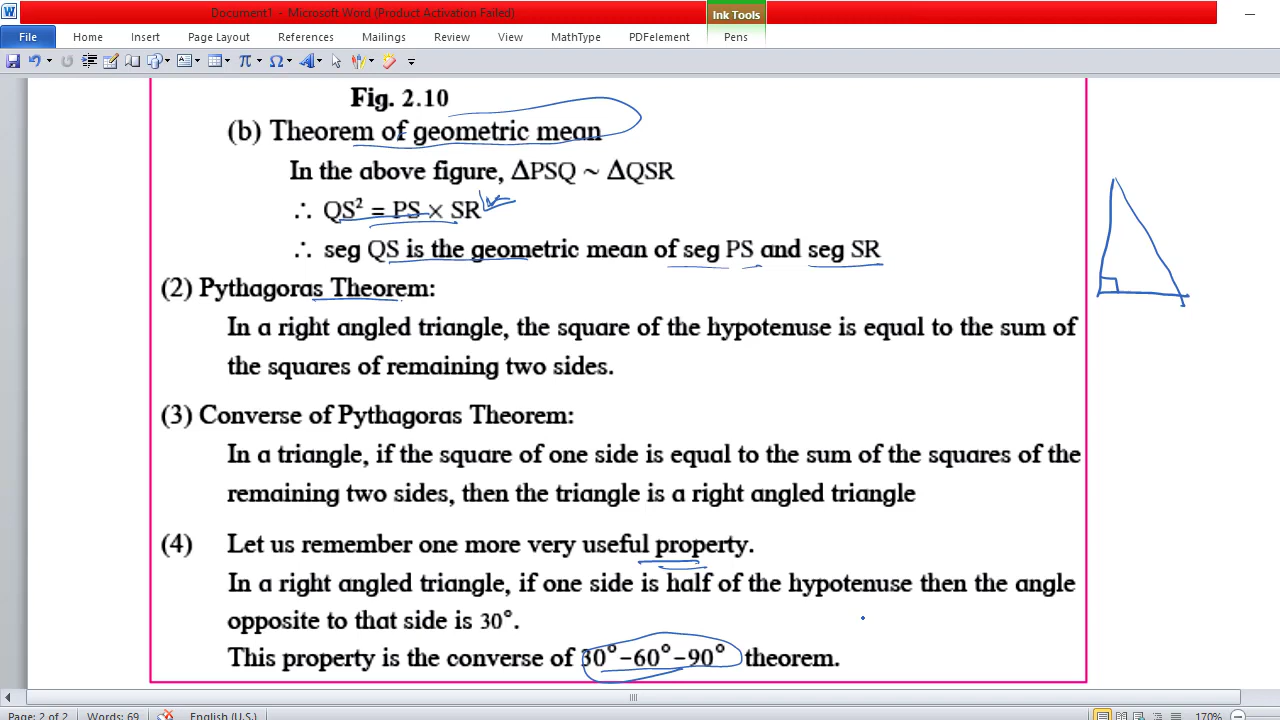 Document1 - Microsoft Word (Product Activation Failed)
Ink Tools
File Home Insert Page Layout References Mailings Review View MathType PDFelement Pens
Fig. 2.10
(b) Theorem of geometric mean
In the above figure, ΔPSQ ~ ΔQSR
∴ QS² = PS × SR
∴ seg QS is the geometric mean of seg PS and seg SR
(2) Pythagoras Theorem:
In a right angled triangle, the square of the hypotenuse is equal to the sum of
the squares of remaining two sides.
(3) Converse of Pythagoras Theorem:
In a triangle, if the square of one side is equal to the sum of the squares of the
remaining two sides, then the triangle is a right angled triangle
(4) Let us remember one more very useful property.
In a right angled triangle, if one side is half of the hypotenuse then the angle
opposite to that side is 30°.
This property is the converse of 30°-60°-90° theorem.
Page: 2 of 2 Words: 69 English (U.S.) 170%